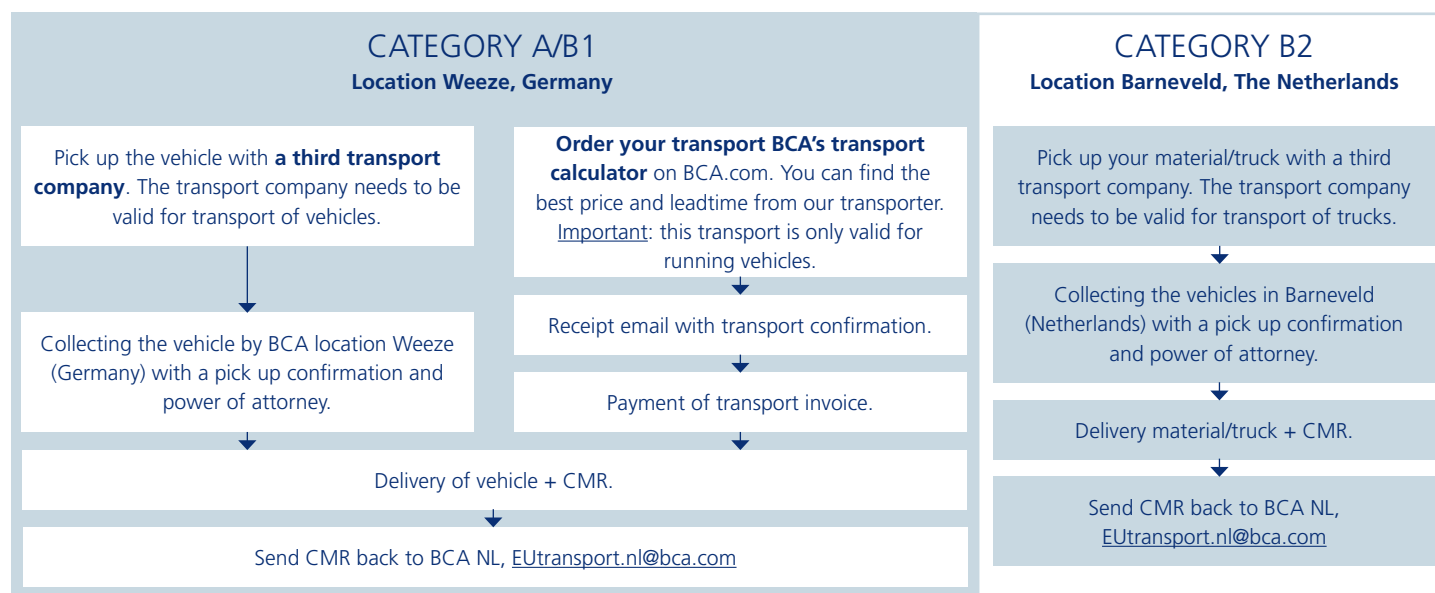 CATEGORY A/B1
Location Weeze, Germany
Pick up the vehicle with a third transport
company. The transport company needs to be
valid for transport of vehicles.
Collecting the vehicle by BCA location Weeze
(Germany) with a pick up confirmation and
power of attorney.
Order your transport BCA's transport
calculator on BCA.com. You can find the
best price and leadtime from our transporter.
Important: this transport is only valid for
running vehicles.
Receipt email with transport confirmation.
Payment of transport invoice.
Delivery of vehicle + CMR.
Send CMR back to BCA NL, EUtransport.nl@bca.com
CATEGORY B2
Location Barneveld, The Netherlands
Pick up your material/truck with a third
transport company. The transport company
needs to be valid for transport of trucks.
Collecting the vehicles in Barneveld
(Netherlands) with a pick up confirmation
and power of attorney.
Delivery material/truck + CMR.
Send CMR back to BCA NL,
EUtransport.nl@bca.com